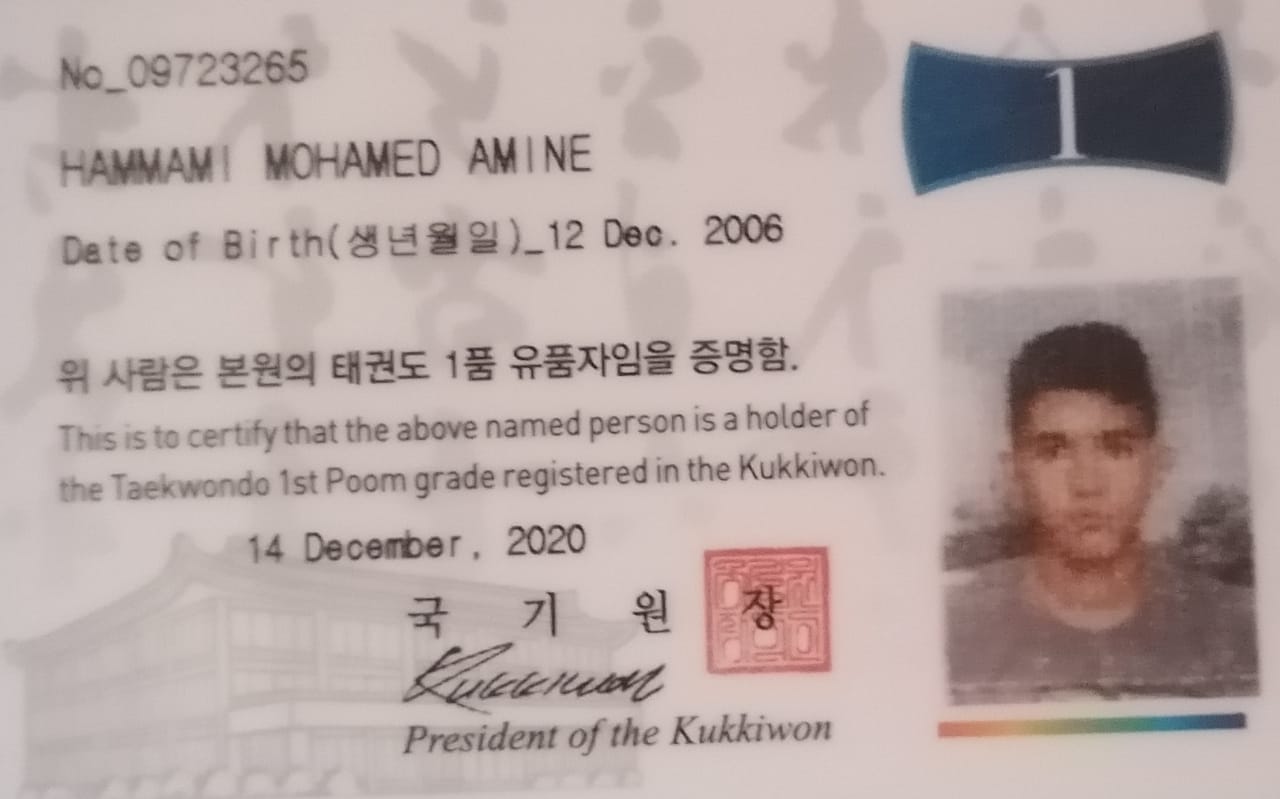 No_09723265
1
HAMMAMI MOHAMED AMINE
Date of Birth(생년월일)_12 Dec. 2006
위 사람은 본원의 태권도 1품 유품자임을 증명함.
This is to certify that the above named person is a holder of
the Taekwondo 1st Poom grade registered in the Kukkiwon.
14 December, 2020
국 기 원 장
Kukkiwon
President of the Kukkiwon